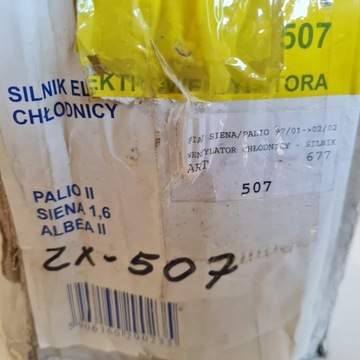 507
SILNIK EL
CHŁODNICY
SIENA/PALIO 97/01->02/02
WENTYLATOR CHŁODNICY - SILNIK
ART 677
507
PALIO II
SIENA 1,6
ALBEA II
ZX-507